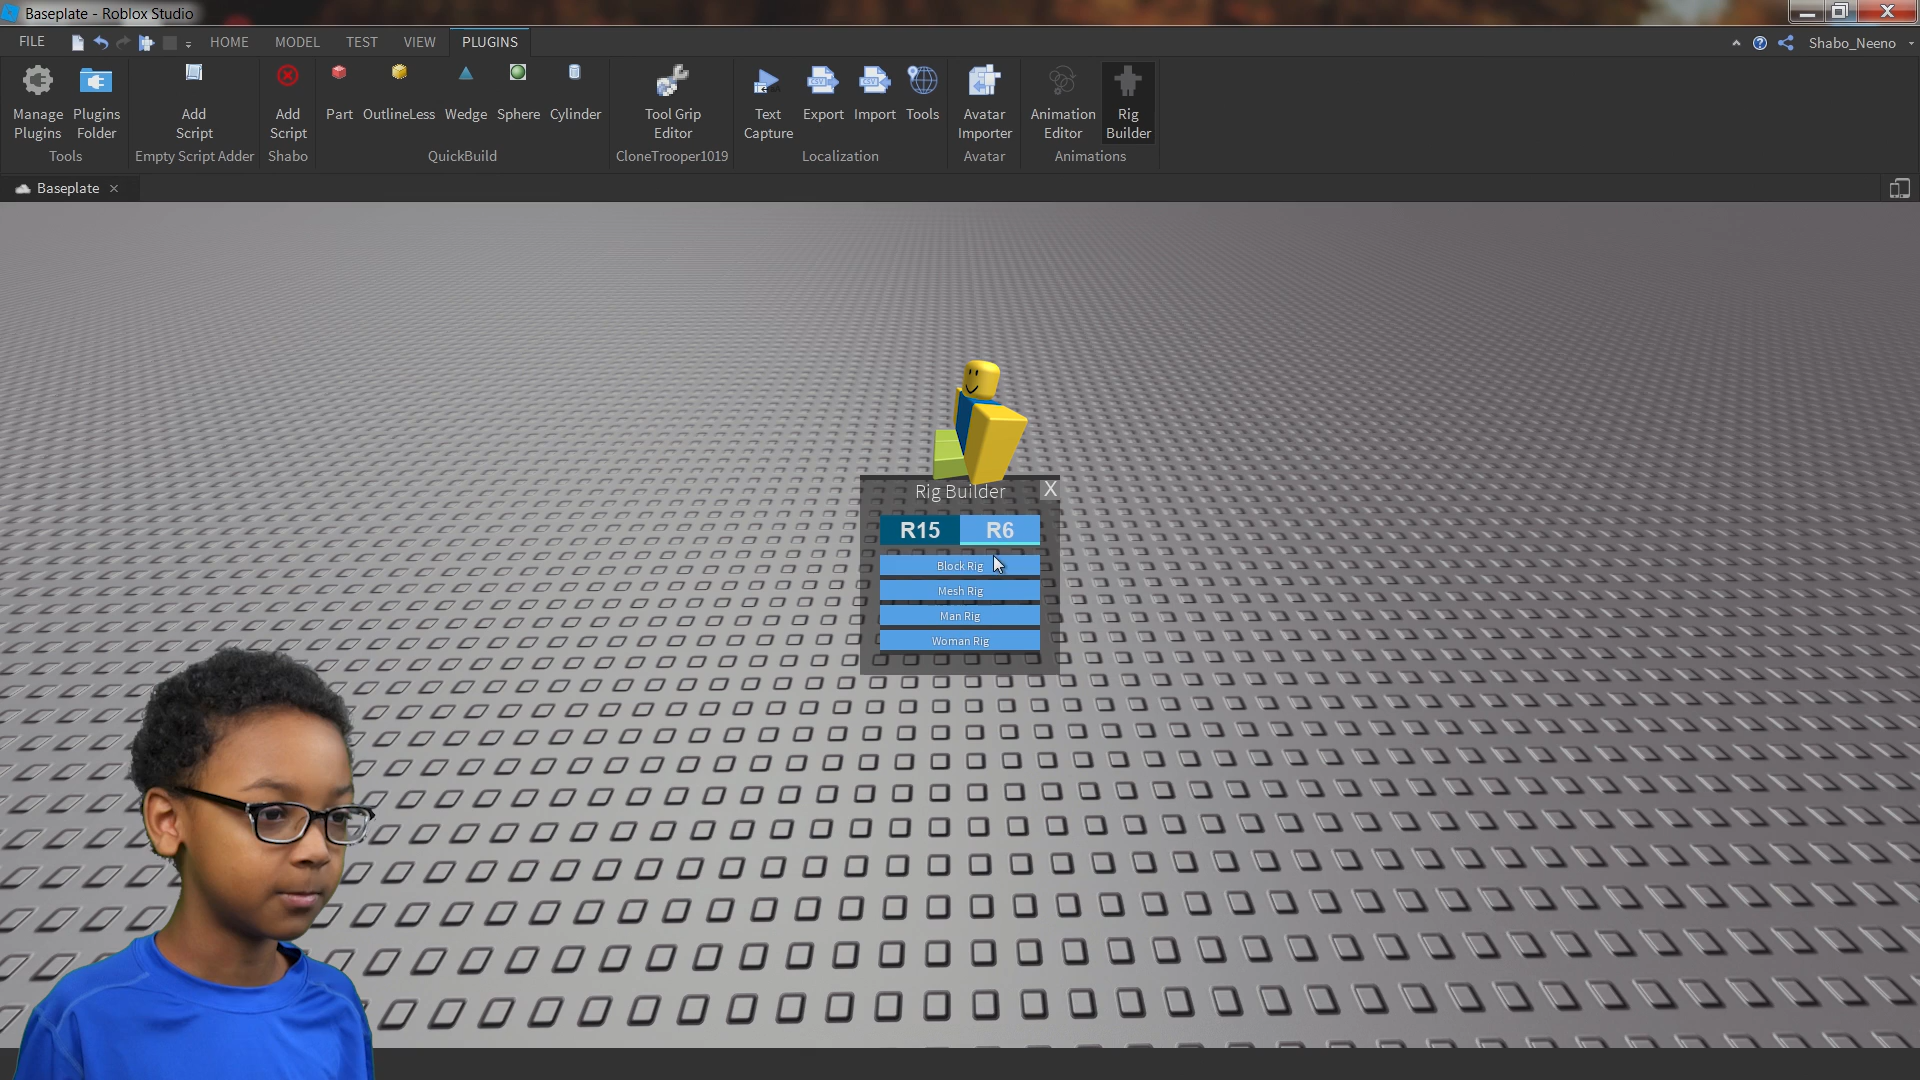 Baseplate - Roblox Studio
FILE HOME MODEL TEST VIEW PLUGINS Shabo_Neeno
Manage Plugins
Plugins Folder
Tools
Add Script
Empty Script Adder
Add Script
Shabo
Part OutlineLess Wedge Sphere Cylinder
QuickBuild
Tool Grip Editor
CloneTrooper1019
Text Capture
CSV Export
CSV Import
Tools
Localization
Avatar Importer
Avatar
Animation Editor
Rig Builder
Animations
Baseplate
Rig Builder X
R15 R6
Block Rig
Mesh Rig
Man Rig
Woman Rig